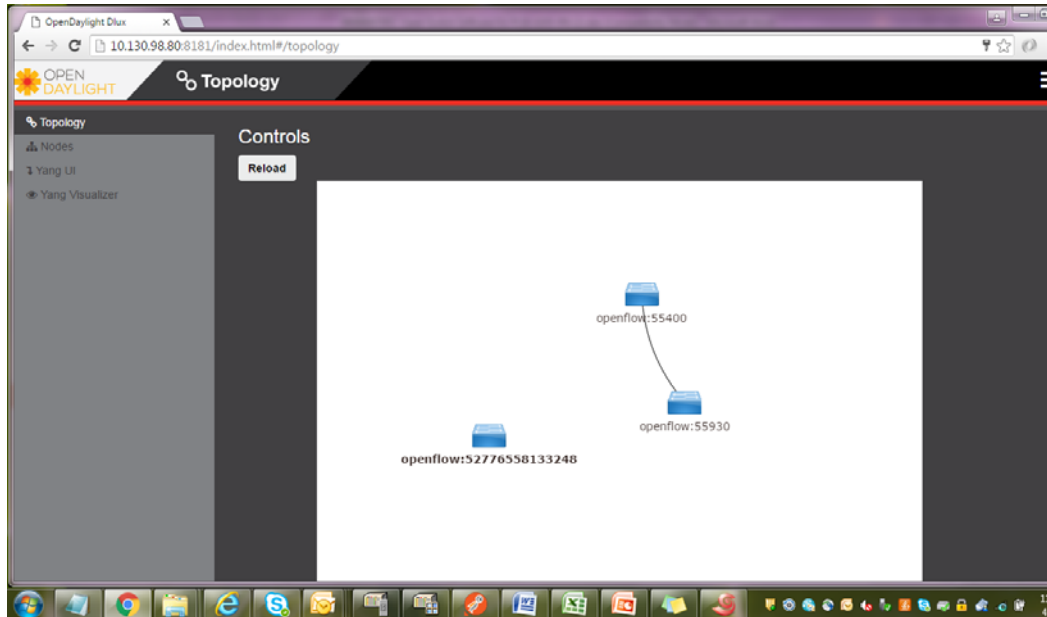 OpenDaylight Dlux
10.130.98.80:8181/index.html#/topology
OPEN
DAYLIGHT
Topology
Topology
Nodes
Yang UI
Yang Visualizer
Controls
Reload
openflow:55400
openflow:55930
openflow:52776558133248